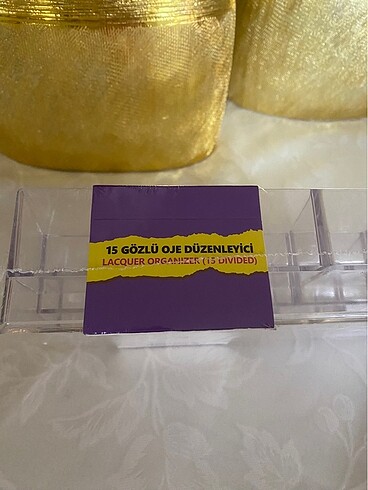 15 GÖZLÜ OJE DÜZENLEYİCİ
LACQUER ORGANIZER (15 DIVIDED)